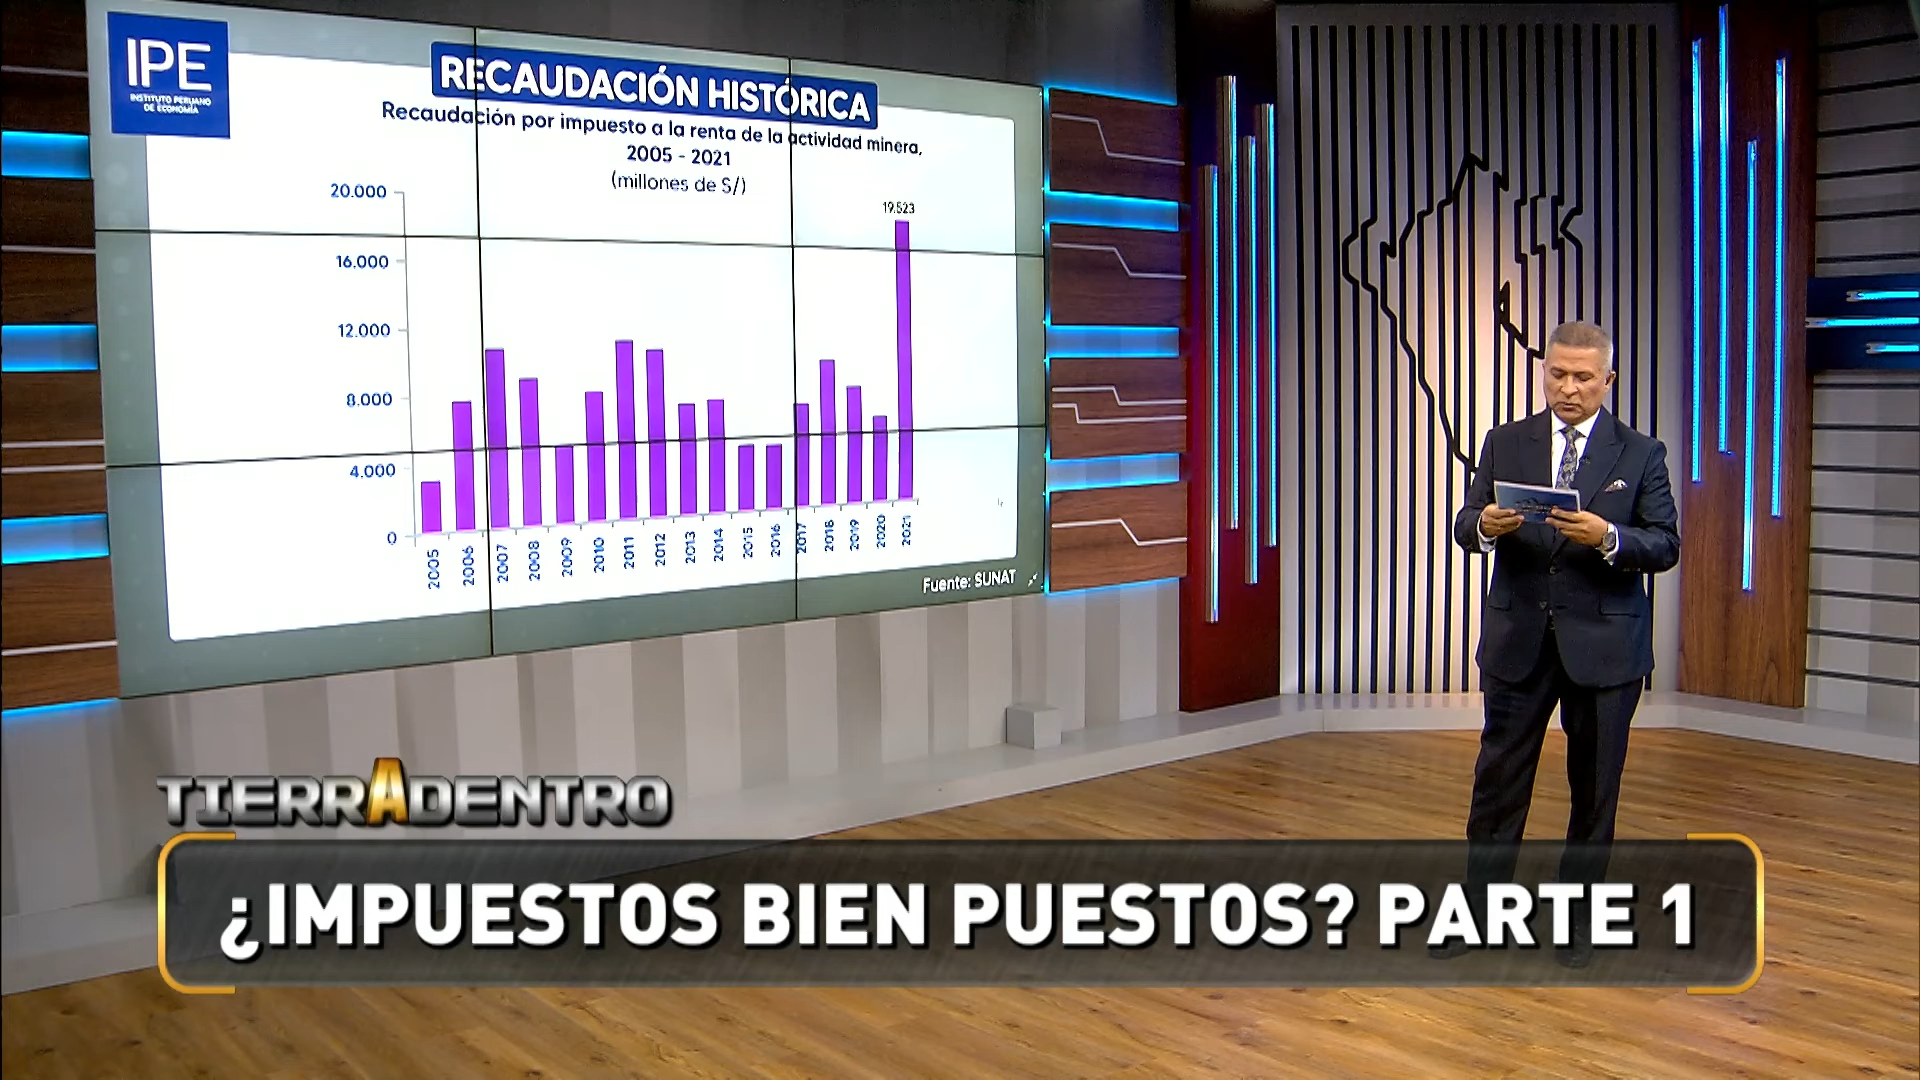 IPE
INSTITUTO PERUANO
DE ECONOMÍA
RECAUDACIÓN HISTÓRICA
Recaudación por impuesto a la renta de la actividad minera,
2005 - 2021
(millones de S/)
20.000
16.000
12.000
8.000
4.000
0
19.523
2005
2006
2007
2008
2009
2010
2011
2012
2013
2014
2015
2016
2017
2018
2019
2020
2021
Fuente: SUNAT
TIERRADENTRO
¿IMPUESTOS BIEN PUESTOS? PARTE 1